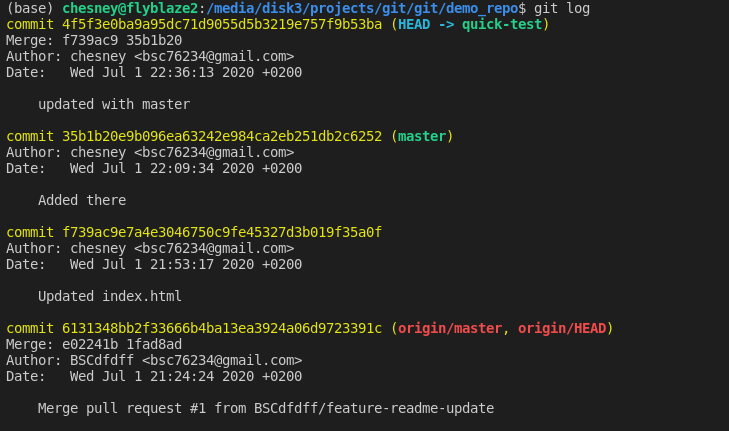 (base) chesney@flyblaze2:/media/disk3/projects/git/git/demo_repo$ git log
commit 4f5f3e0ba9a95dc71d9055d5b3219e757f9b53ba (HEAD -> quick-test)
Merge: f739ac9 35b1b20
Author: chesney <bsc76234@gmail.com>
Date:   Wed Jul 1 22:36:13 2020 +0200
    updated with master
commit 35b1b20e9b096ea63242e984ca2eb251db2c6252 (master)
Author: chesney <bsc76234@gmail.com>
Date:   Wed Jul 1 22:09:34 2020 +0200
    Added there
commit f739ac9e7a4e3046750c9fe45327d3b019f35a0f
Author: chesney <bsc76234@gmail.com>
Date:   Wed Jul 1 21:53:17 2020 +0200
    Updated index.html
commit 6131348bb2f33666b4ba13ea3924a06d9723391c (origin/master, origin/HEAD)
Merge: e02241b 1fad8ad
Author: BSCdfdff <bsc76234@gmail.com>
Date:   Wed Jul 1 21:24:24 2020 +0200
    Merge pull request #1 from BSCdfdff/feature-readme-update